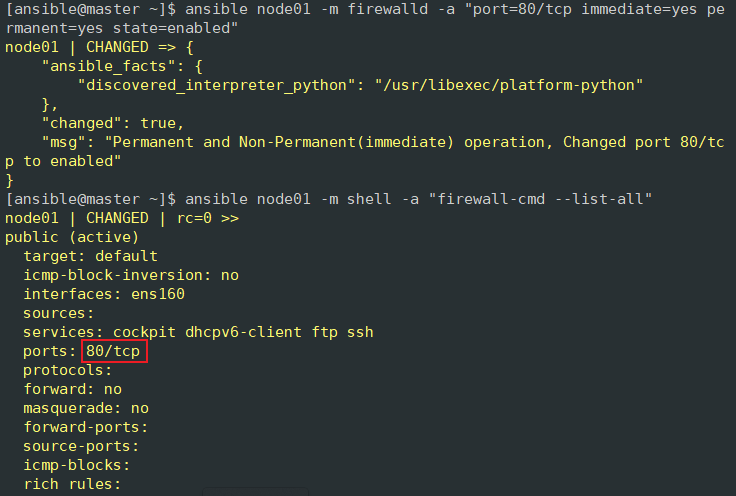 [ansible@master ~]$ ansible node01 -m firewalld -a "port=80/tcp immediate=yes pe
rmanent=yes state=enabled"
node01 | CHANGED => {
    "ansible_facts": {
        "discovered_interpreter_python": "/usr/libexec/platform-python"
    },
    "changed": true,
    "msg": "Permanent and Non-Permanent(immediate) operation, Changed port 80/tc
p to enabled"
}
[ansible@master ~]$ ansible node01 -m shell -a "firewall-cmd --list-all"
node01 | CHANGED | rc=0 >>
public (active)
  target: default
  icmp-block-inversion: no
  interfaces: ens160
  sources:
  services: cockpit dhcpv6-client ftp ssh
  ports: 80/tcp
  protocols:
  forward: no
  masquerade: no
  forward-ports:
  source-ports:
  icmp-blocks:
  rich rules: